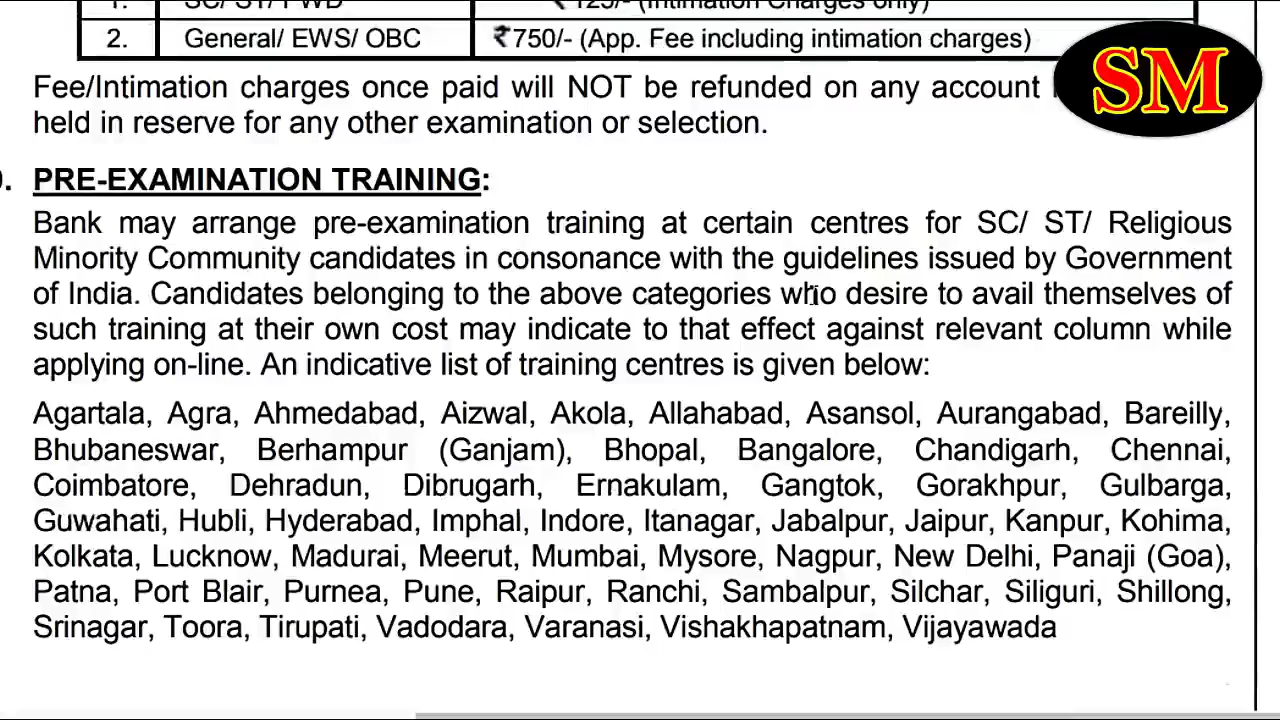 1. SC/ ST/ PWD ₹ 125/- (Intimation Charges only)
2. General/ EWS/ OBC ₹750/- (App. Fee including intimation charges)
SM
Fee/Intimation charges once paid will NOT be refunded on any account
held in reserve for any other examination or selection.
PRE-EXAMINATION TRAINING:
Bank may arrange pre-examination training at certain centres for SC/ ST/ Religious
Minority Community candidates in consonance with the guidelines issued by Government
of India. Candidates belonging to the above categories who desire to avail themselves of
such training at their own cost may indicate to that effect against relevant column while
applying on-line. An indicative list of training centres is given below:
Agartala, Agra, Ahmedabad, Aizwal, Akola, Allahabad, Asansol, Aurangabad, Bareilly,
Bhubaneswar, Berhampur (Ganjam), Bhopal, Bangalore, Chandigarh, Chennai,
Coimbatore, Dehradun, Dibrugarh, Ernakulam, Gangtok, Gorakhpur, Gulbarga,
Guwahati, Hubli, Hyderabad, Imphal, Indore, Itanagar, Jabalpur, Jaipur, Kanpur, Kohima,
Kolkata, Lucknow, Madurai, Meerut, Mumbai, Mysore, Nagpur, New Delhi, Panaji (Goa),
Patna, Port Blair, Purnea, Pune, Raipur, Ranchi, Sambalpur, Silchar, Siliguri, Shillong,
Srinagar, Toora, Tirupati, Vadodara, Varanasi, Vishakhapatnam, Vijayawada